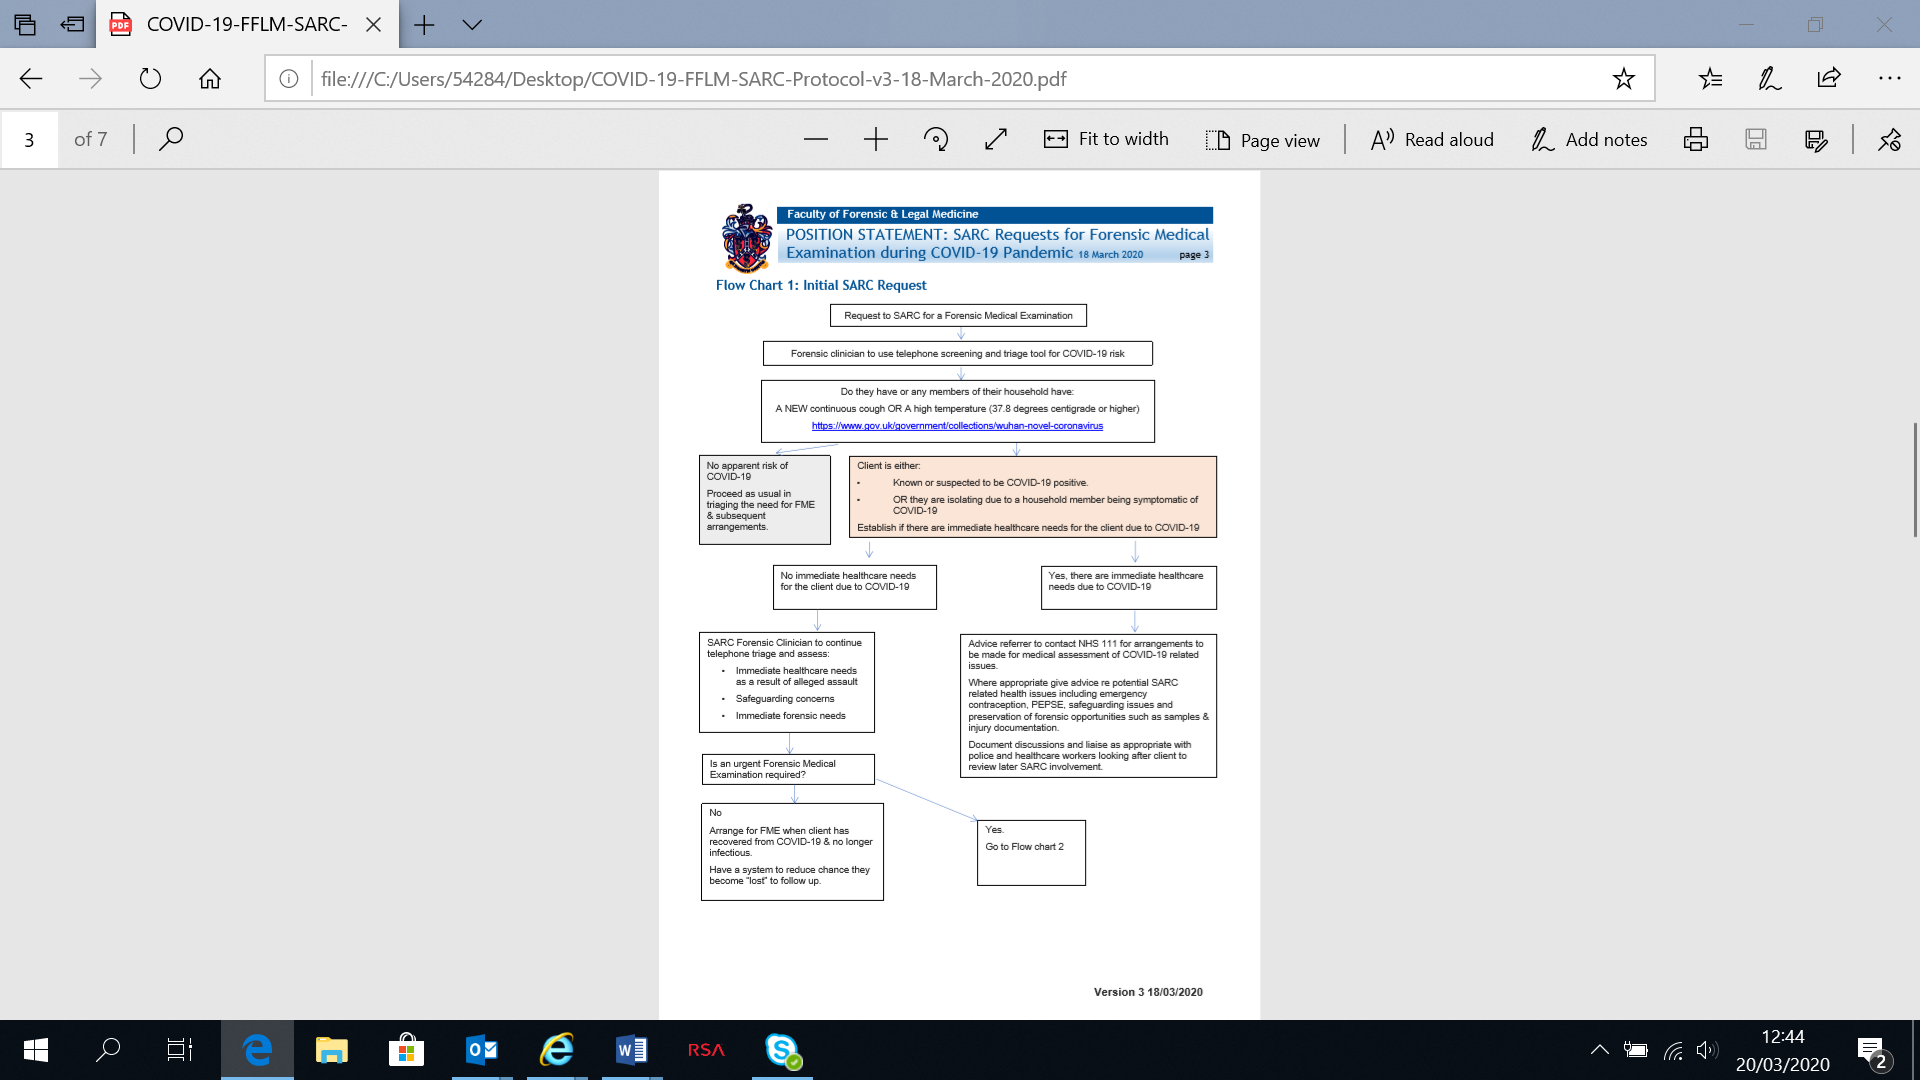 COVID-19-FFLM-SARC-
file:///C:/Users/54284/Desktop/COVID-19-FFLM-SARC-Protocol-v3-18-March-2020.pdf
3 of 7
Fit to width
Page view
Read aloud
Add notes
Faculty of Forensic & Legal Medicine
POSITION STATEMENT: SARC Requests for Forensic Medical
Examination during COVID-19 Pandemic 18 March 2020 page 3
Flow Chart 1: Initial SARC Request
Request to SARC for a Forensic Medical Examination
Forensic clinician to use telephone screening and triage tool for COVID-19 risk
Do they have or any members of their household have:
A NEW continuous cough OR A high temperature (37.8 degrees centigrade or higher)
https://www.gov.uk/government/collections/wuhan-novel-coronavirus
No apparent risk of
COVID-19
Proceed as usual in
triaging the need for FME
& subsequent
arrangements.
Client is either:
• Known or suspected to be COVID-19 positive.
• OR they are isolating due to a household member being symptomatic of
COVID-19
Establish if there are immediate healthcare needs for the client due to COVID-19
No immediate healthcare needs
for the client due to COVID-19
Yes, there are immediate healthcare
needs due to COVID-19
SARC Forensic Clinician to continue
telephone triage and assess:
• Immediate healthcare needs
as a result of alleged assault
• Safeguarding concerns
• Immediate forensic needs
Advice referrer to contact NHS 111 for arrangements to
be made for medical assessment of COVID-19 related
issues.
Where appropriate give advice re potential SARC
related health issues including emergency
contraception, PEPSE, safeguarding issues and
preservation of forensic opportunities such as samples &
injury documentation.
Document discussions and liaise as appropriate with
police and healthcare workers looking after client to
review later SARC involvement.
Is an urgent Forensic Medical
Examination required?
No
Arrange for FME when client has
recovered from COVID-19 & no longer
infectious.
Have a system to reduce chance they
become "lost" to follow up.
Yes.
Go to Flow chart 2
Version 3 18/03/2020
RSA
12:44
20/03/2020
2